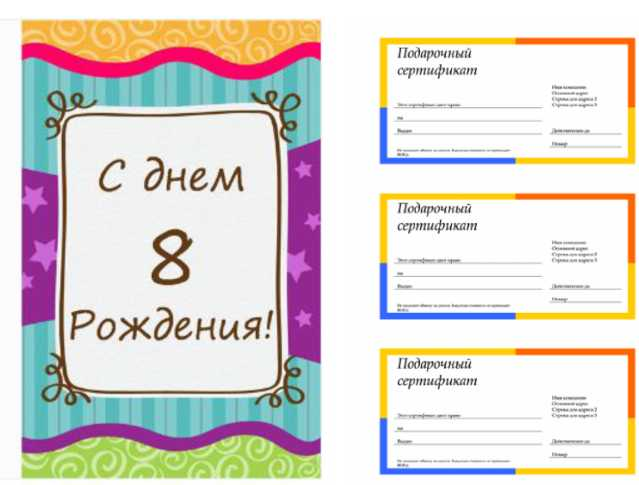 С днем
8
Рождения!
Подарочный
сертификат
Имя компании
Основной адрес
Строка для адреса 2
Строка для адреса 3
Этот сертификат дает право
на
Выдан
Действителен до
Номер
Подарочный
сертификат
Имя компании
Основной адрес
Строка для адреса 2
Строка для адреса 3
Этот сертификат дает право
на
Выдан
Действителен до
Номер
Подарочный
сертификат
Имя компании
Основной адрес
Строка для адреса 2
Строка для адреса 3
Этот сертификат дает право
на
Выдан
Действителен до
Номер